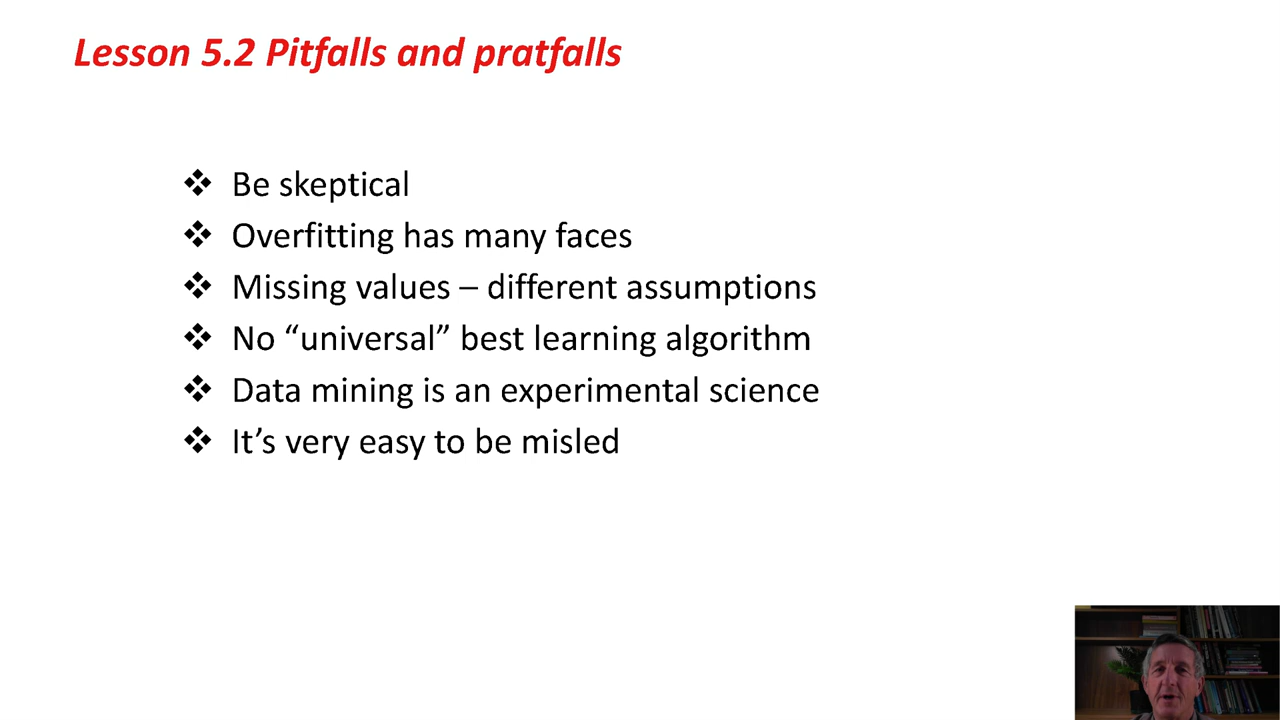 Lesson 5.2 Pitfalls and pratfalls
❖ Be skeptical
❖ Overfitting has many faces
❖ Missing values – different assumptions
❖ No “universal” best learning algorithm
❖ Data mining is an experimental science
❖ It’s very easy to be misled